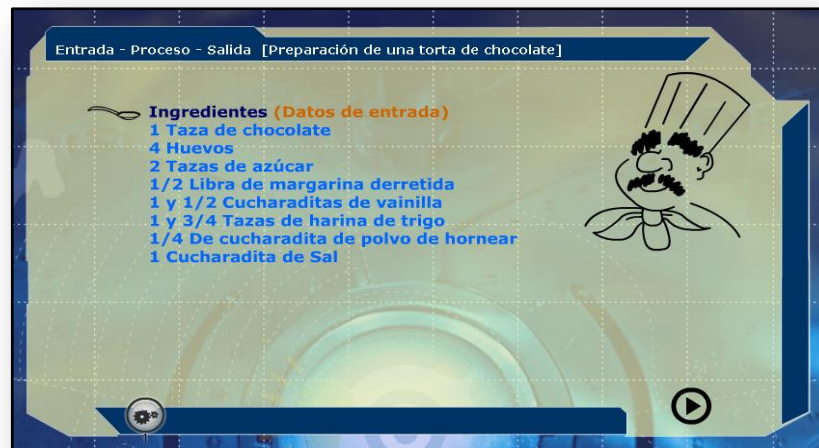 Entrada - Proceso - Salida [Preparación de una torta de chocolate]
Ingredientes (Datos de entrada)
1 Taza de chocolate
4 Huevos
2 Tazas de azúcar
1/2 Libra de margarina derretida
1 y 1/2 Cucharaditas de vainilla
1 y 3/4 Tazas de harina de trigo
1/4 De cucharadita de polvo de hornear
1 Cucharadita de Sal